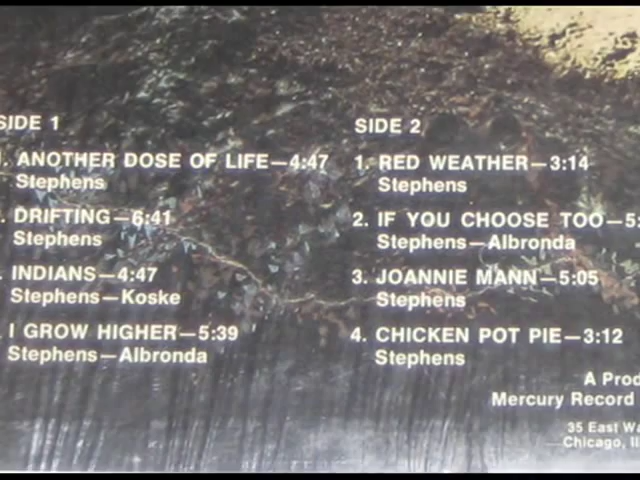 SIDE 1
1. ANOTHER DOSE OF LIFE—4:47
Stephens
. DRIFTING—6:41
Stephens
. INDIANS—4:47
Stephens—Koske
I GROW HIGHER—5:39
Stephens—Albronda
SIDE 2
1. RED WEATHER—3:14
Stephens
2. IF YOU CHOOSE TOO—5:
Stephens—Albronda
3. JOANNIE MANN—5:05
Stephens
4. CHICKEN POT PIE—3:12
Stephens
A Prod
Mercury Record
35 East Wa
Chicago, Il